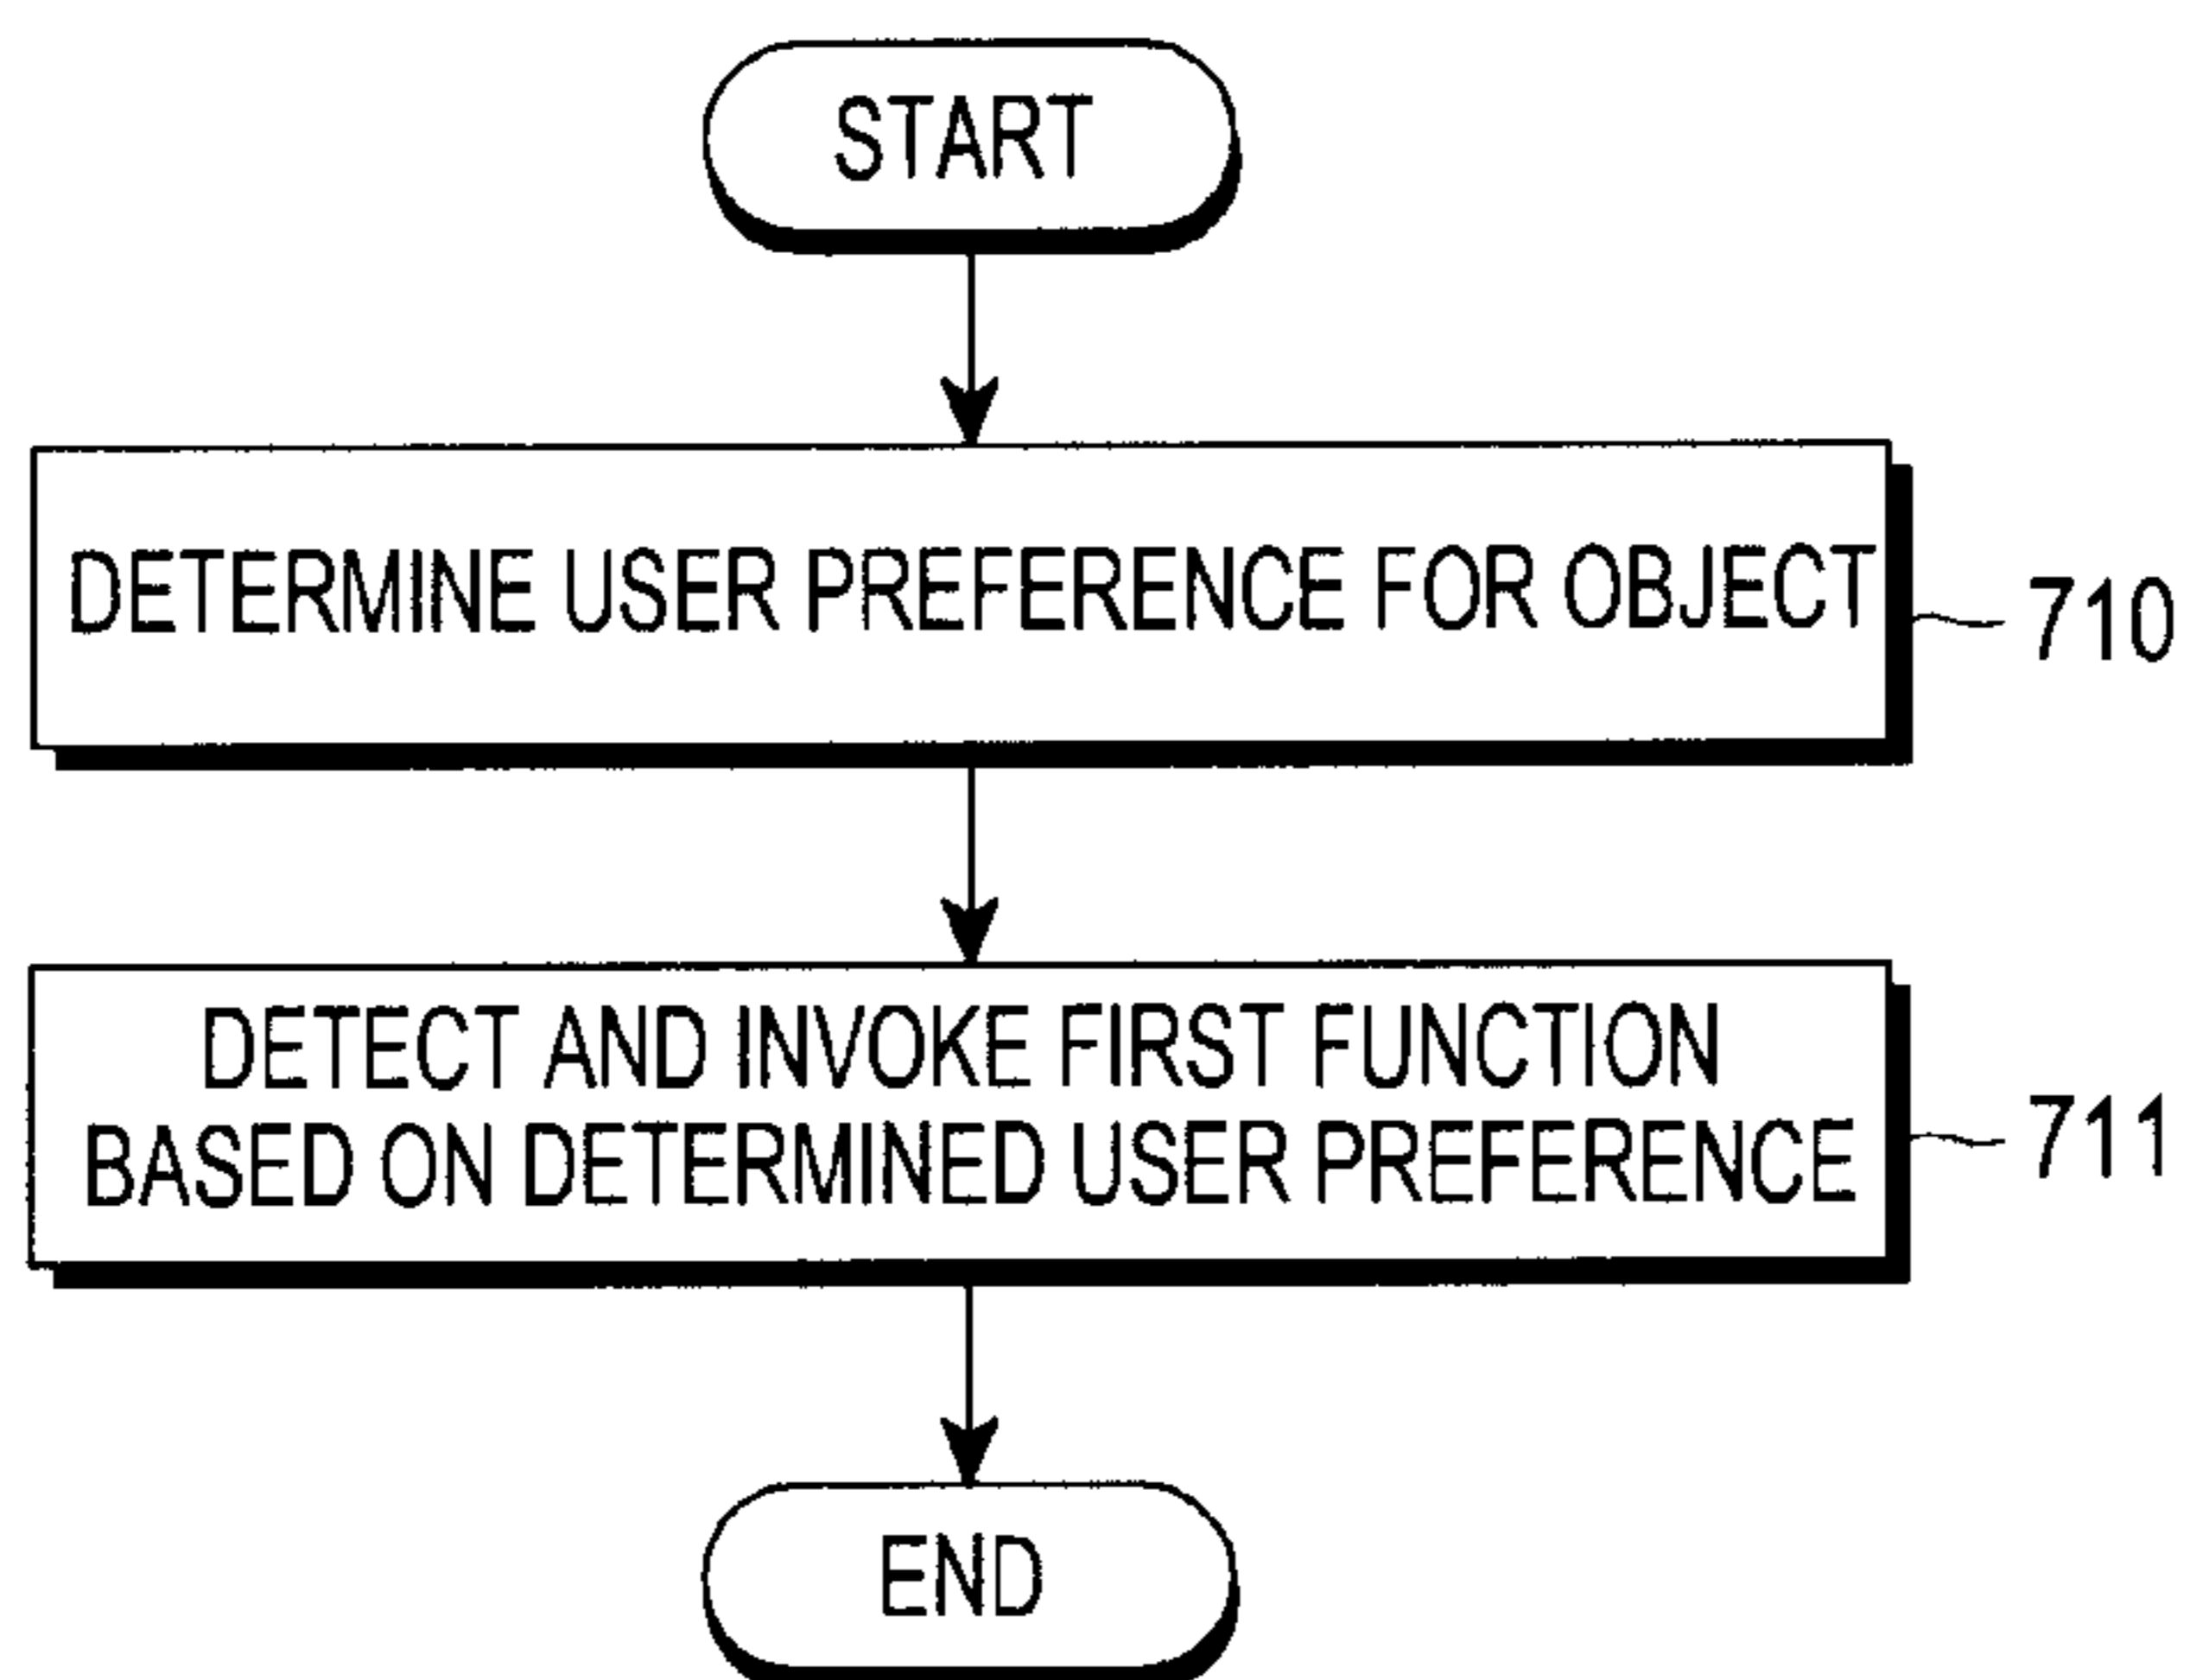 START
DETERMINE USER PREFERENCE FOR OBJECT
710
DETECT AND INVOKE FIRST FUNCTION
BASED ON DETERMINED USER PREFERENCE
711
END